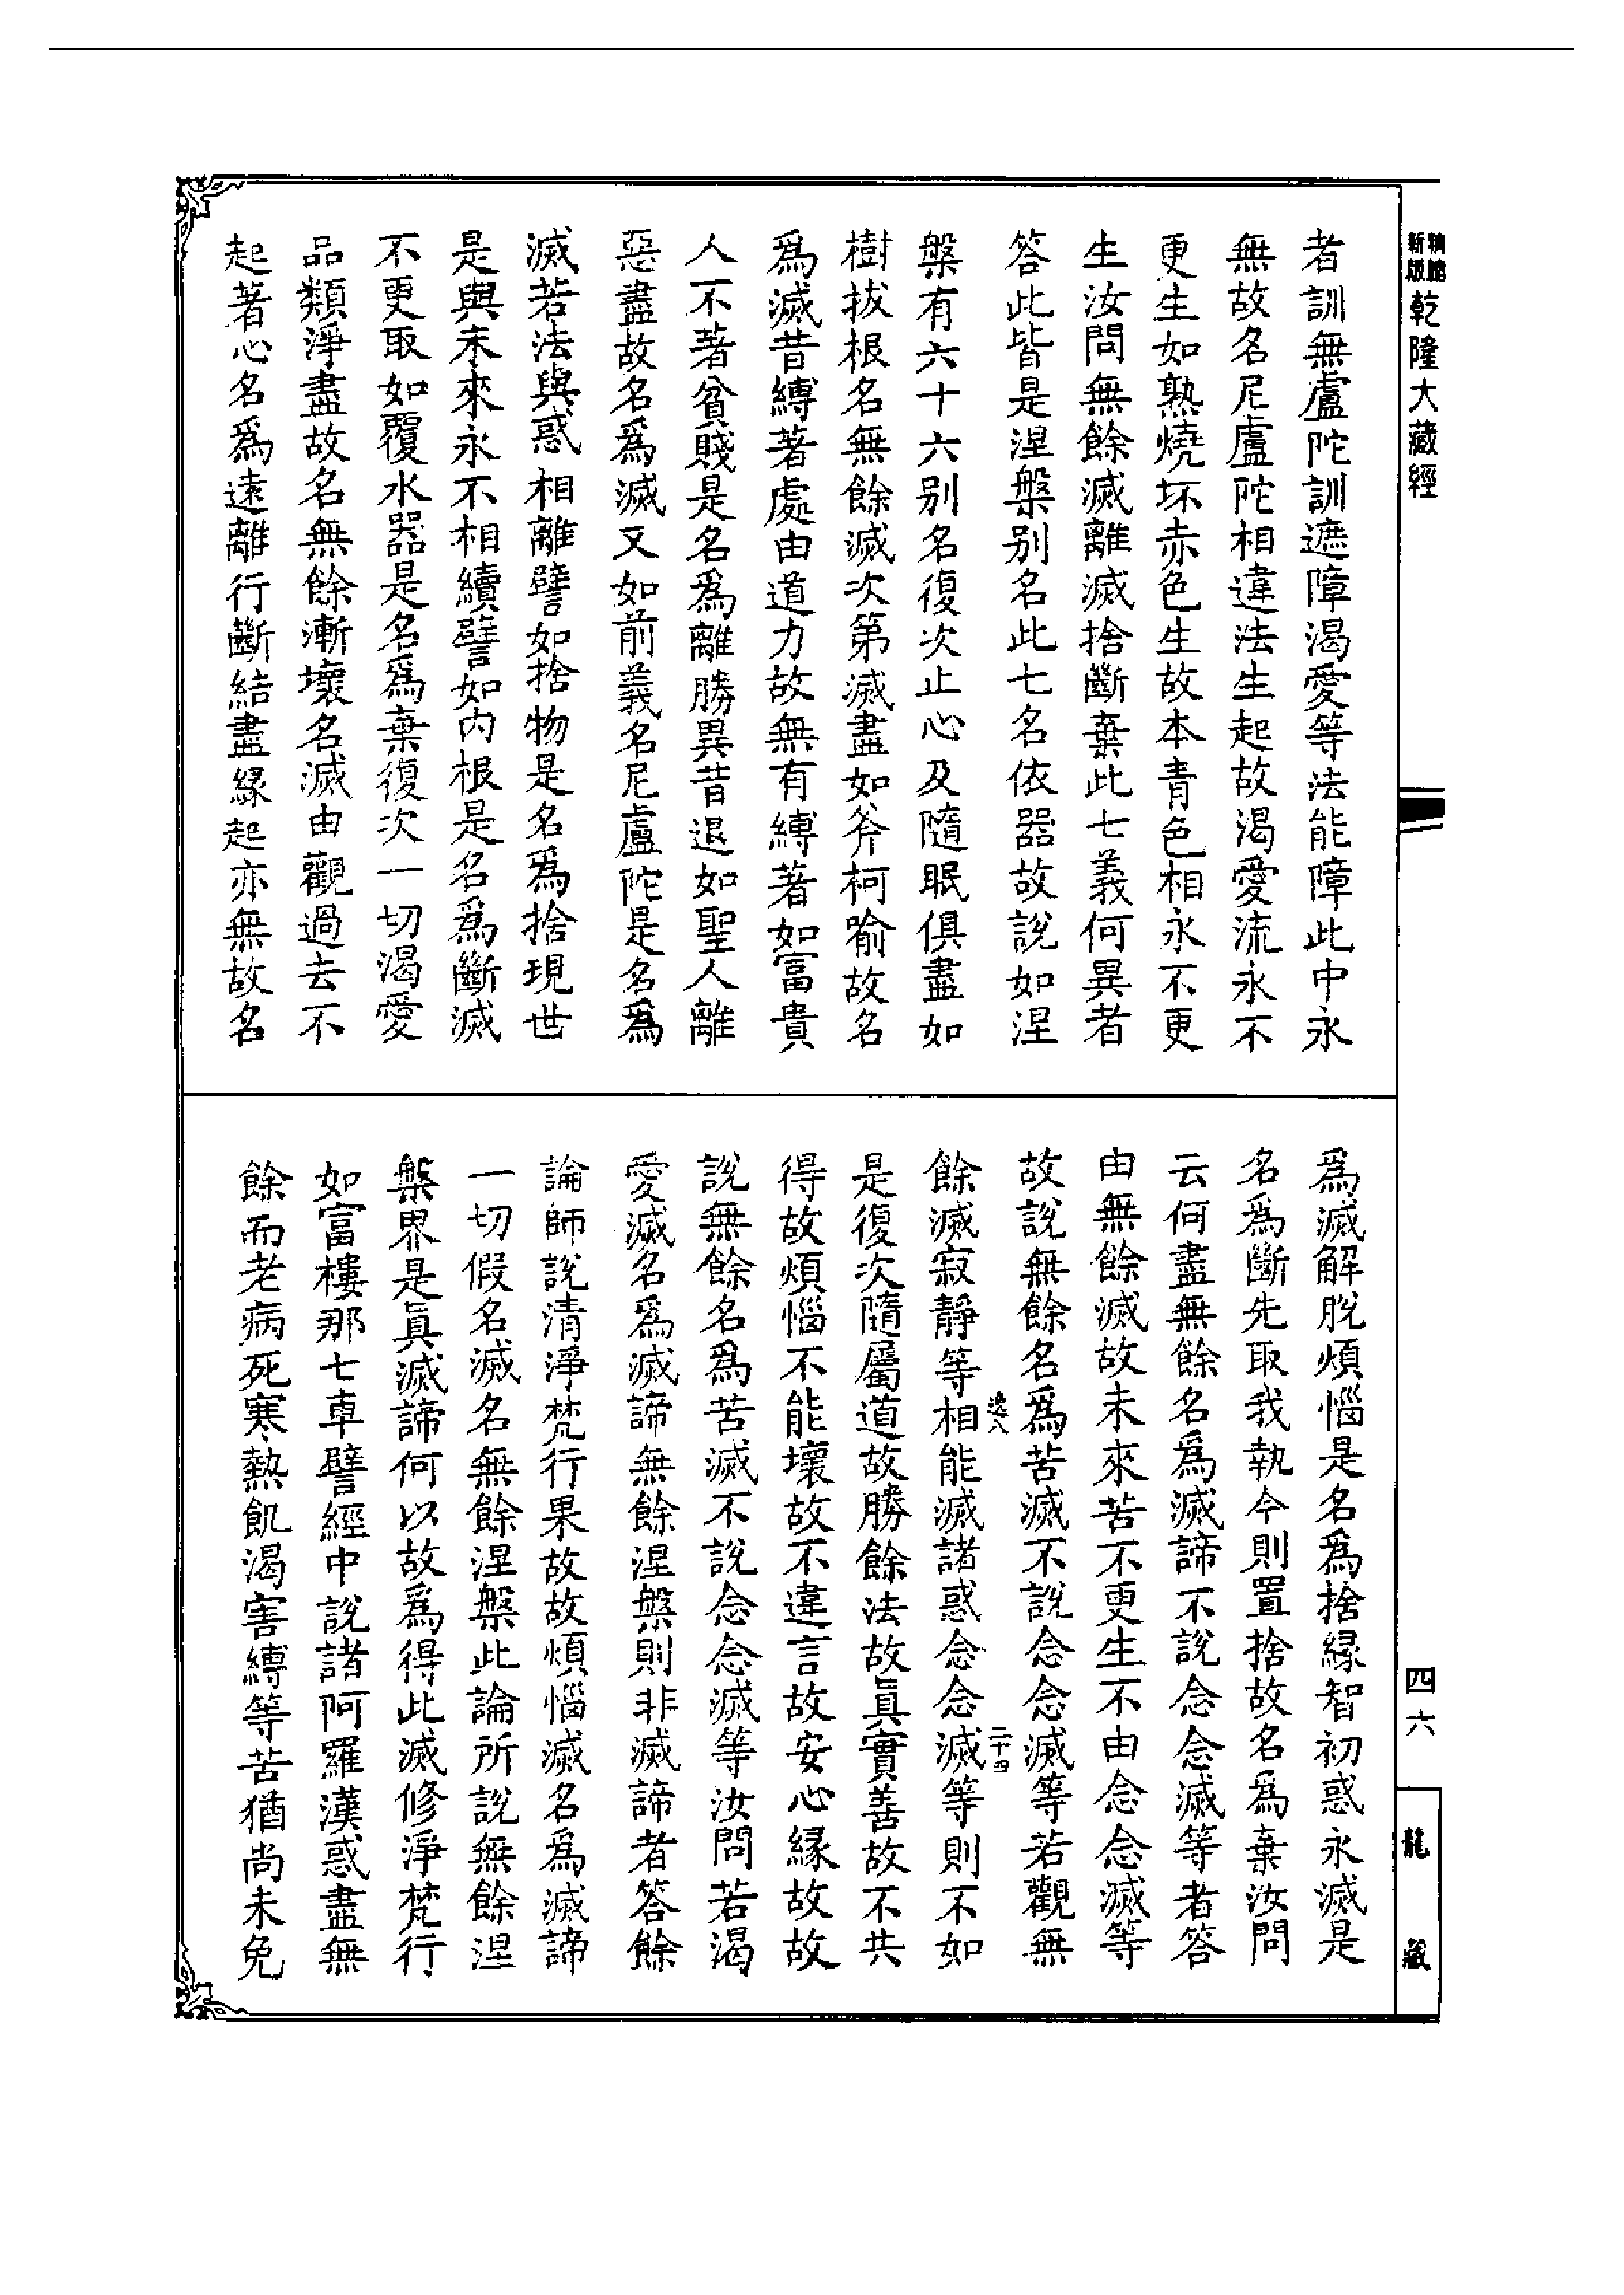 新版
乾隆大藏經
者訓無盧陀訓遮障渴愛等法能障此中永
無故名尼盧陀相違法生起故渴愛流永不
更生如熟燒坏赤色生故本青色相永不更
生汝問無餘滅離滅捨斷棄此七義何異者
答此皆是涅槃別名此七名依器故說如涅
槃有六十六別名復次止心及隨眠俱盡如
樹拔根名無餘滅次第滅盡如斧柯喻故名
為滅昔縛著處由道力故無有縛著如富貴
人不著貧賤是名為離勝異昔退如聖人離
惡盡故名為滅又如前義名尼盧陀是名為
滅若法與惑相離譬如捨物是名為捨現世
是與未來永不相續譬如內根是名為斷滅
不更取如覆水器是名為棄復次一切渴愛
品類淨盡故名無餘漸壞名滅由觀過去不
起著心名為遠離行斷結盡緣起亦無故名
為滅解脫煩惱是名為捨緣智初惑永滅是
名為斷先取我執今則置捨故名為棄汝問
云何盡無餘名為滅諦不說念念滅等者答
由無餘滅故未來苦不更生不由念念滅等
故說無餘名為苦滅不說念念滅等若觀無
逸八
二十四
餘滅寂靜等相能滅諸惑念念滅等則不如
是復次隨屬道故勝餘法故真實善故不共
得故煩惱不能壞故不違言故安心緣故故
說無餘名為苦滅不說念念滅等汝問若渴
愛滅名為滅諦無餘涅槃則非滅諦者答餘
論師說清淨梵行果故故煩惱滅名為滅諦
一切假名滅名無餘涅槃此論所說無餘涅
槃界是真滅諦何以故為得此滅修淨梵行
如富樓那七車譬經中說諸阿羅漢惑盡無
餘而老病死寒熱飢渴害縛等苦猶尚未免
四六
龍藏